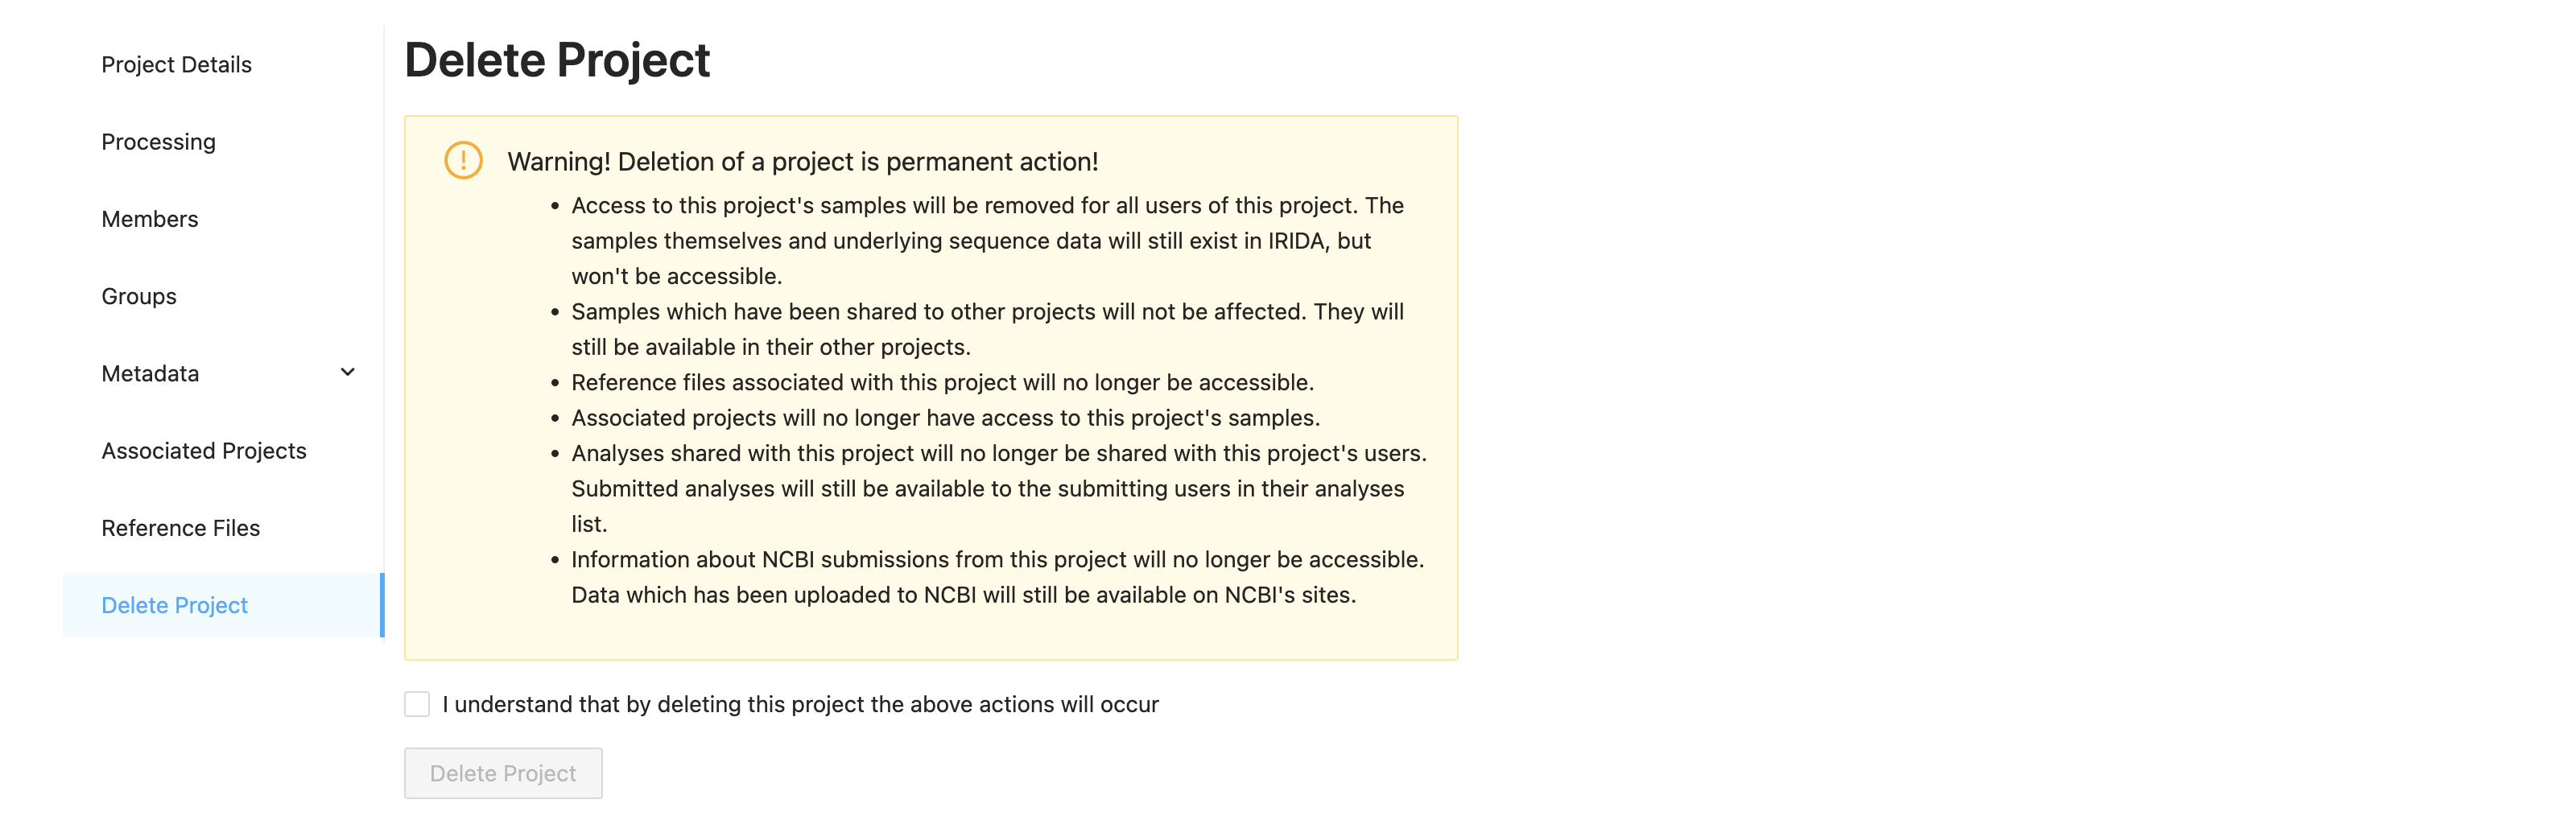 Project Details
Processing
Members
Groups
Metadata
Associated Projects
Reference Files
Delete Project
Delete Project
Warning! Deletion of a project is permanent action!
• Access to this project's samples will be removed for all users of this project. The
samples themselves and underlying sequence data will still exist in IRIDA, but
won't be accessible.
• Samples which have been shared to other projects will not be affected. They will
still be available in their other projects.
• Reference files associated with this project will no longer be accessible.
• Associated projects will no longer have access to this project's samples.
• Analyses shared with this project will no longer be shared with this project's users.
Submitted analyses will still be available to the submitting users in their analyses
list.
• Information about NCBI submissions from this project will no longer be accessible.
Data which has been uploaded to NCBI will still be available on NCBI's sites.
I understand that by deleting this project the above actions will occur
Delete Project